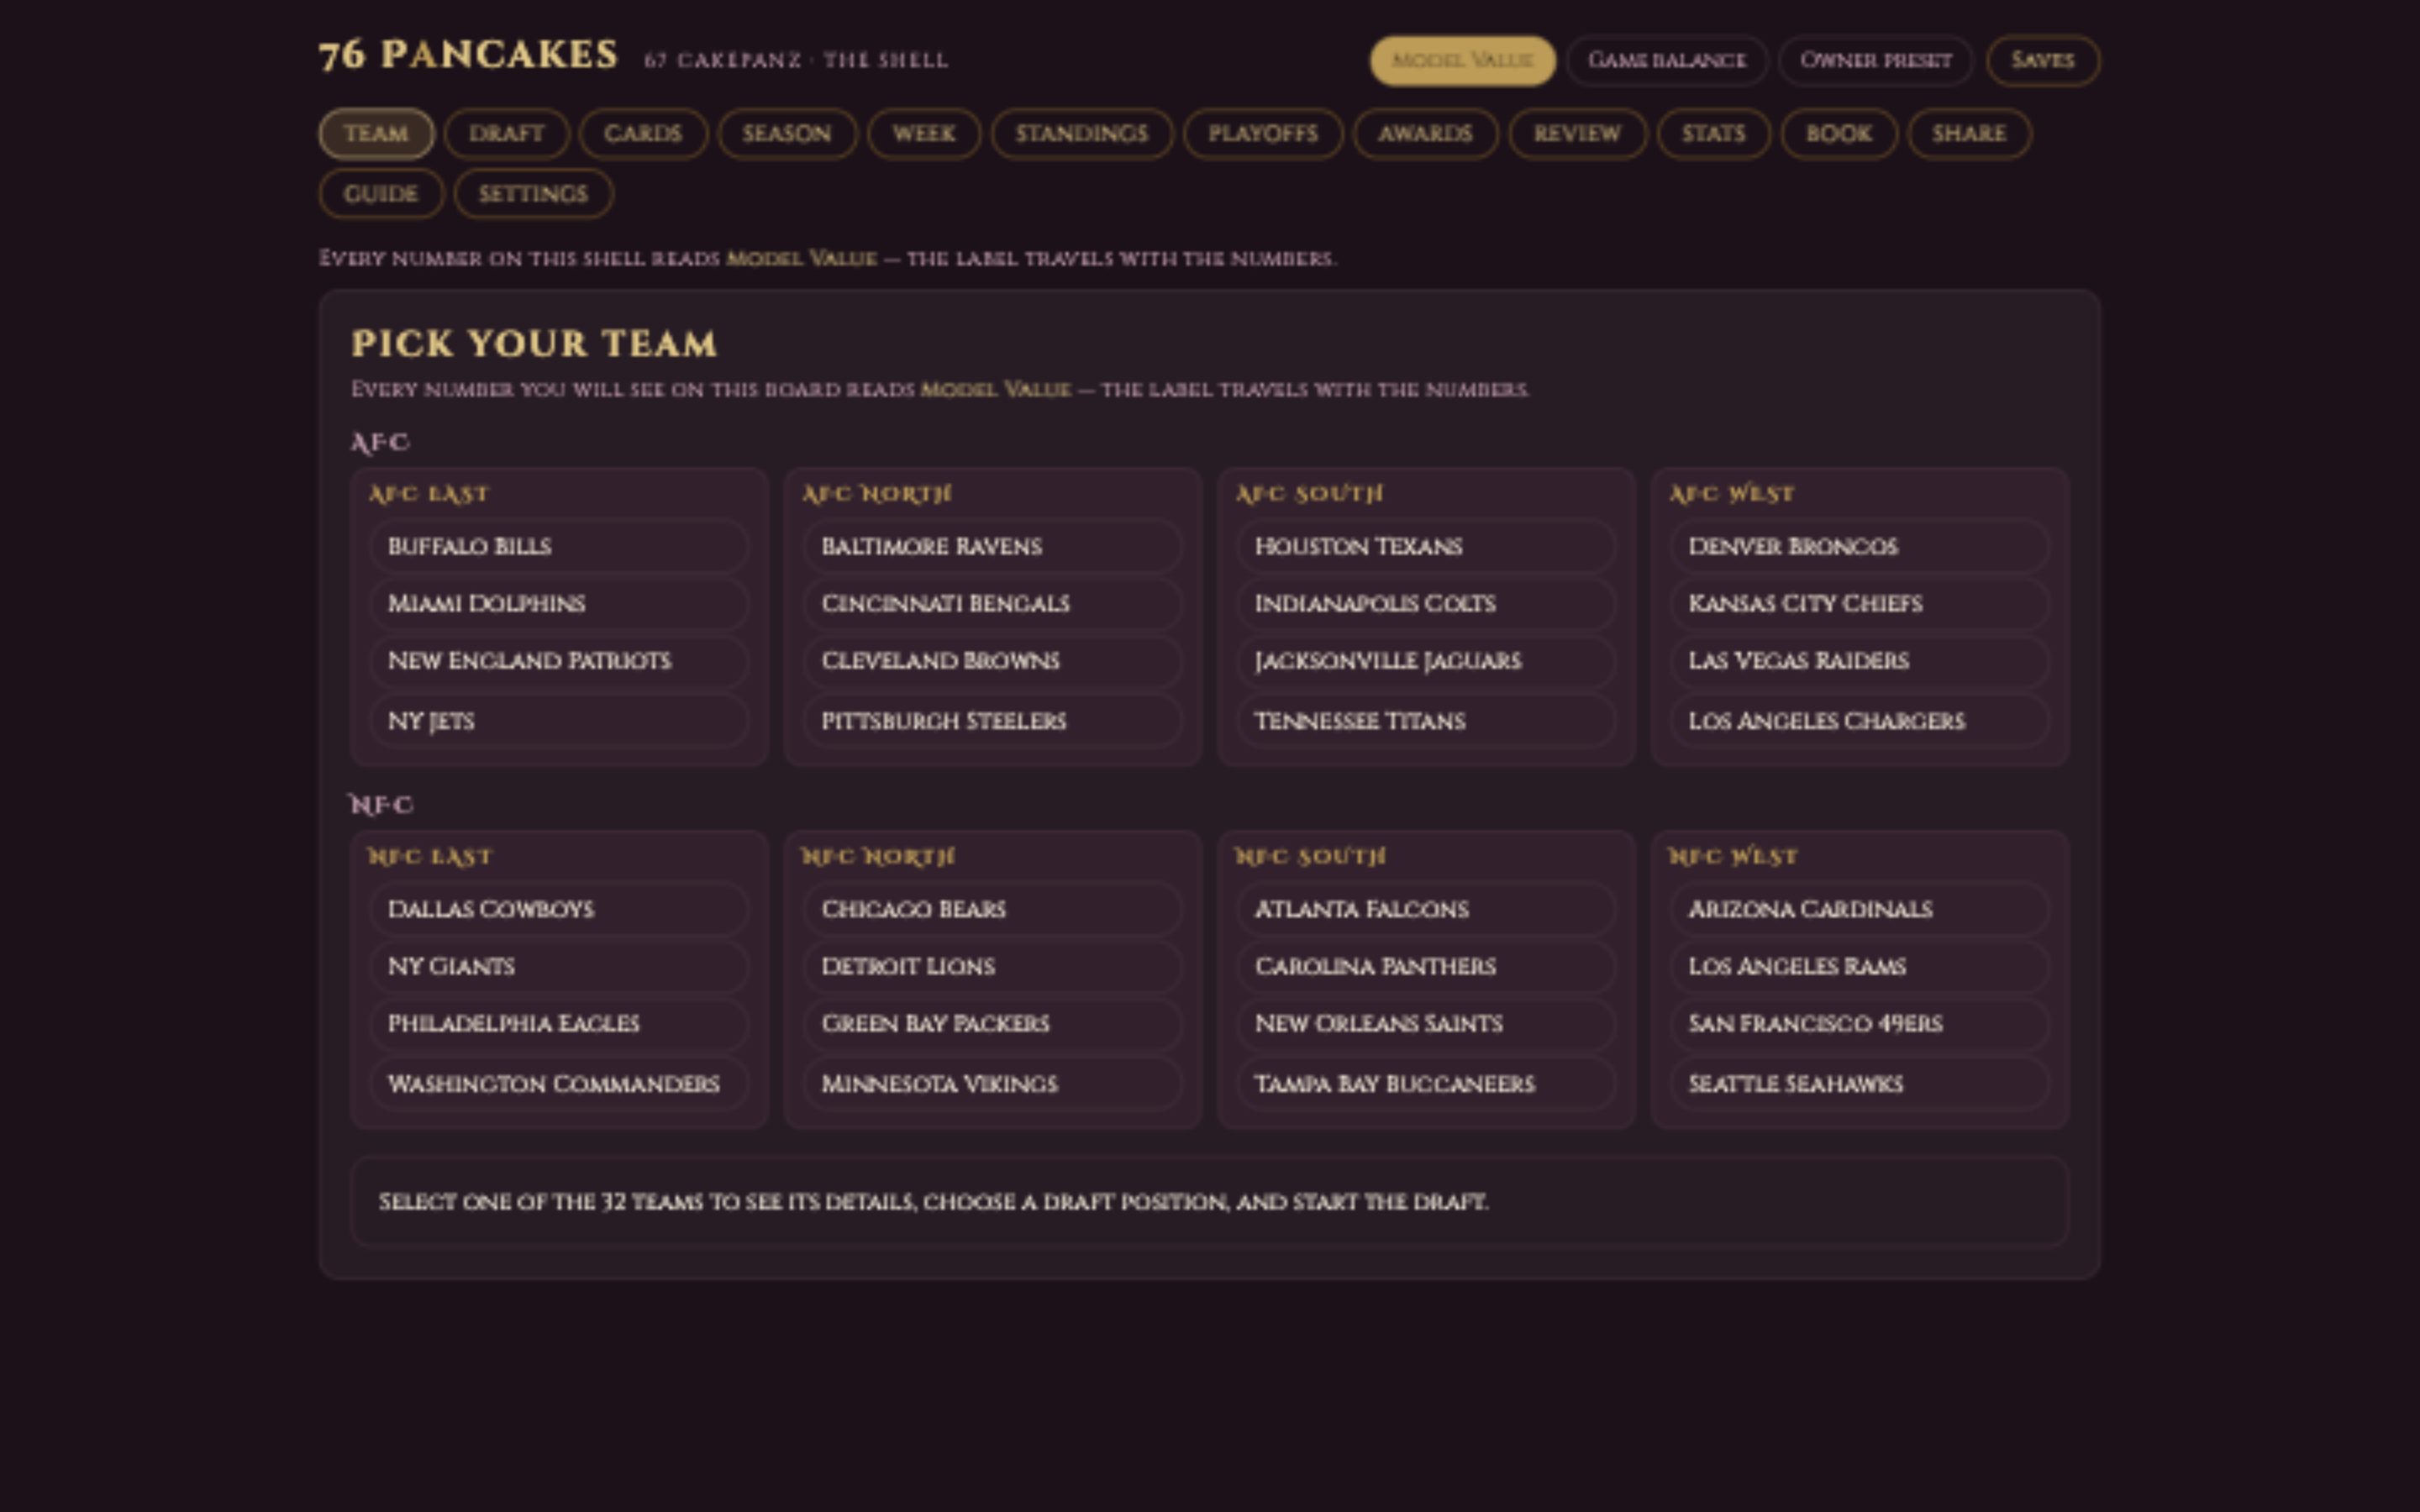 76 PANCAKES 67 CAKEPANZ · THE SHELL Model Value Game balance Owner preset Saves
TEAM DRAFT CARDS SEASON WEEK STANDINGS PLAYOFFS AWARDS REVIEW STATS BOOK SHARE
GUIDE SETTINGS
Every number on this shell reads Model Value — the label travels with the numbers.
PICK YOUR TEAM
Every number you will see on this board reads Model Value — the label travels with the numbers.
AFC
AFC EAST AFC NORTH AFC SOUTH AFC WEST
Buffalo Bills Baltimore Ravens Houston Texans Denver Broncos
Miami Dolphins Cincinnati Bengals Indianapolis Colts Kansas City Chiefs
New England Patriots Cleveland Browns Jacksonville Jaguars Las Vegas Raiders
NY Jets Pittsburgh Steelers Tennessee Titans Los Angeles Chargers
NFC
NFC EAST NFC NORTH NFC SOUTH NFC WEST
Dallas Cowboys Chicago Bears Atlanta Falcons Arizona Cardinals
NY Giants Detroit Lions Carolina Panthers Los Angeles Rams
Philadelphia Eagles Green Bay Packers New Orleans Saints San Francisco 49ers
Washington Commanders Minnesota Vikings Tampa Bay Buccaneers Seattle Seahawks
Select one of the 32 teams to see its details, choose a draft position, and start the draft.